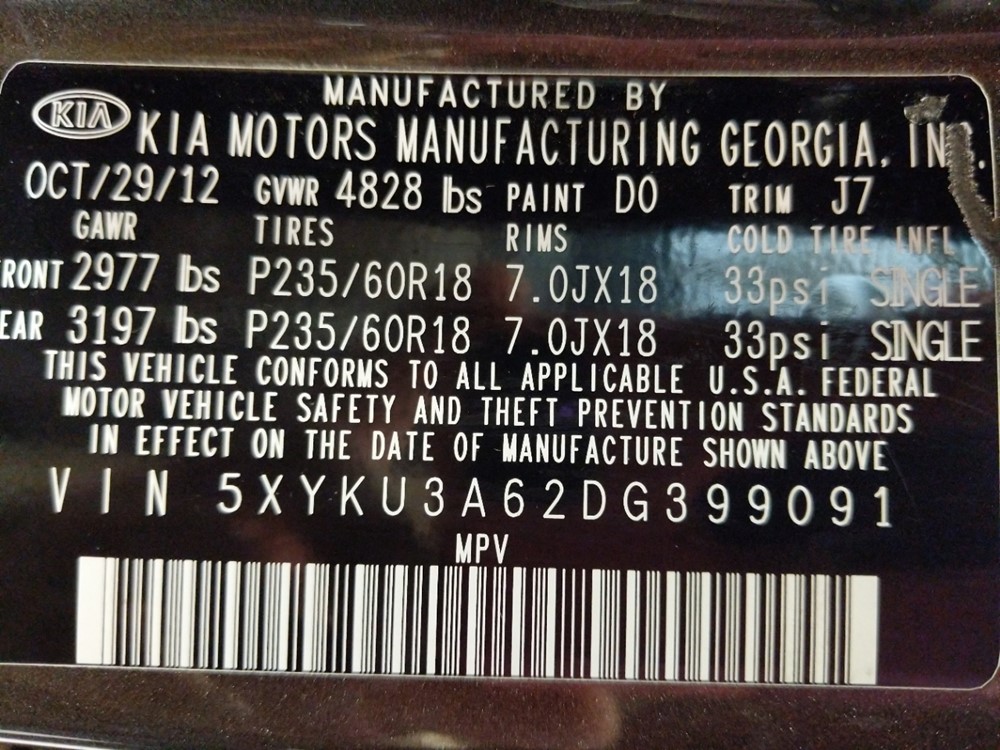 KIA
MANUFACTURED BY
KIA MOTORS MANUFACTURING GEORGIA, INC.
OCT/29/12 GVWR 4828 lbs PAINT D0 TRIM J7
GAWR TIRES RIMS COLD TIRE INFL
RONT 2977 lbs P235/60R18 7.0JX18 33psi SINGLE
EAR 3197 lbs P235/60R18 7.0JX18 33psi SINGLE
THIS VEHICLE CONFORMS TO ALL APPLICABLE U.S.A. FEDERAL
MOTOR VEHICLE SAFETY AND THEFT PREVENTION STANDARDS
IN EFFECT ON THE DATE OF MANUFACTURE SHOWN ABOVE
VIN 5XYKU3A62DG399091
MPV